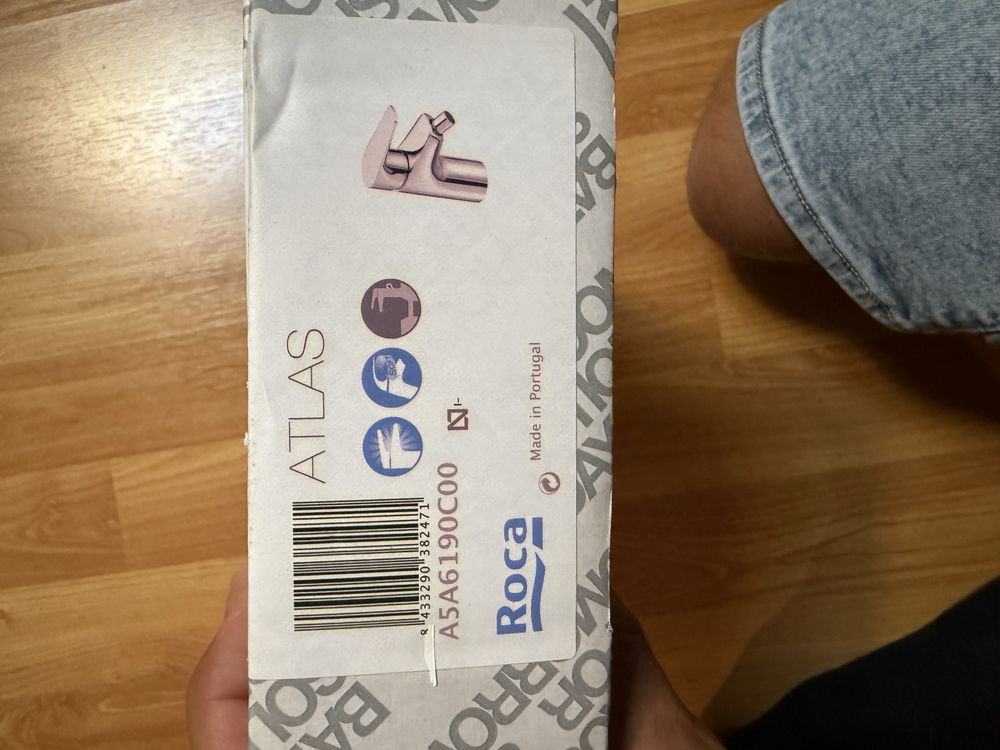 ATLAS
8 433290 382471
A5A6190C00
Roca
Made in Portugal